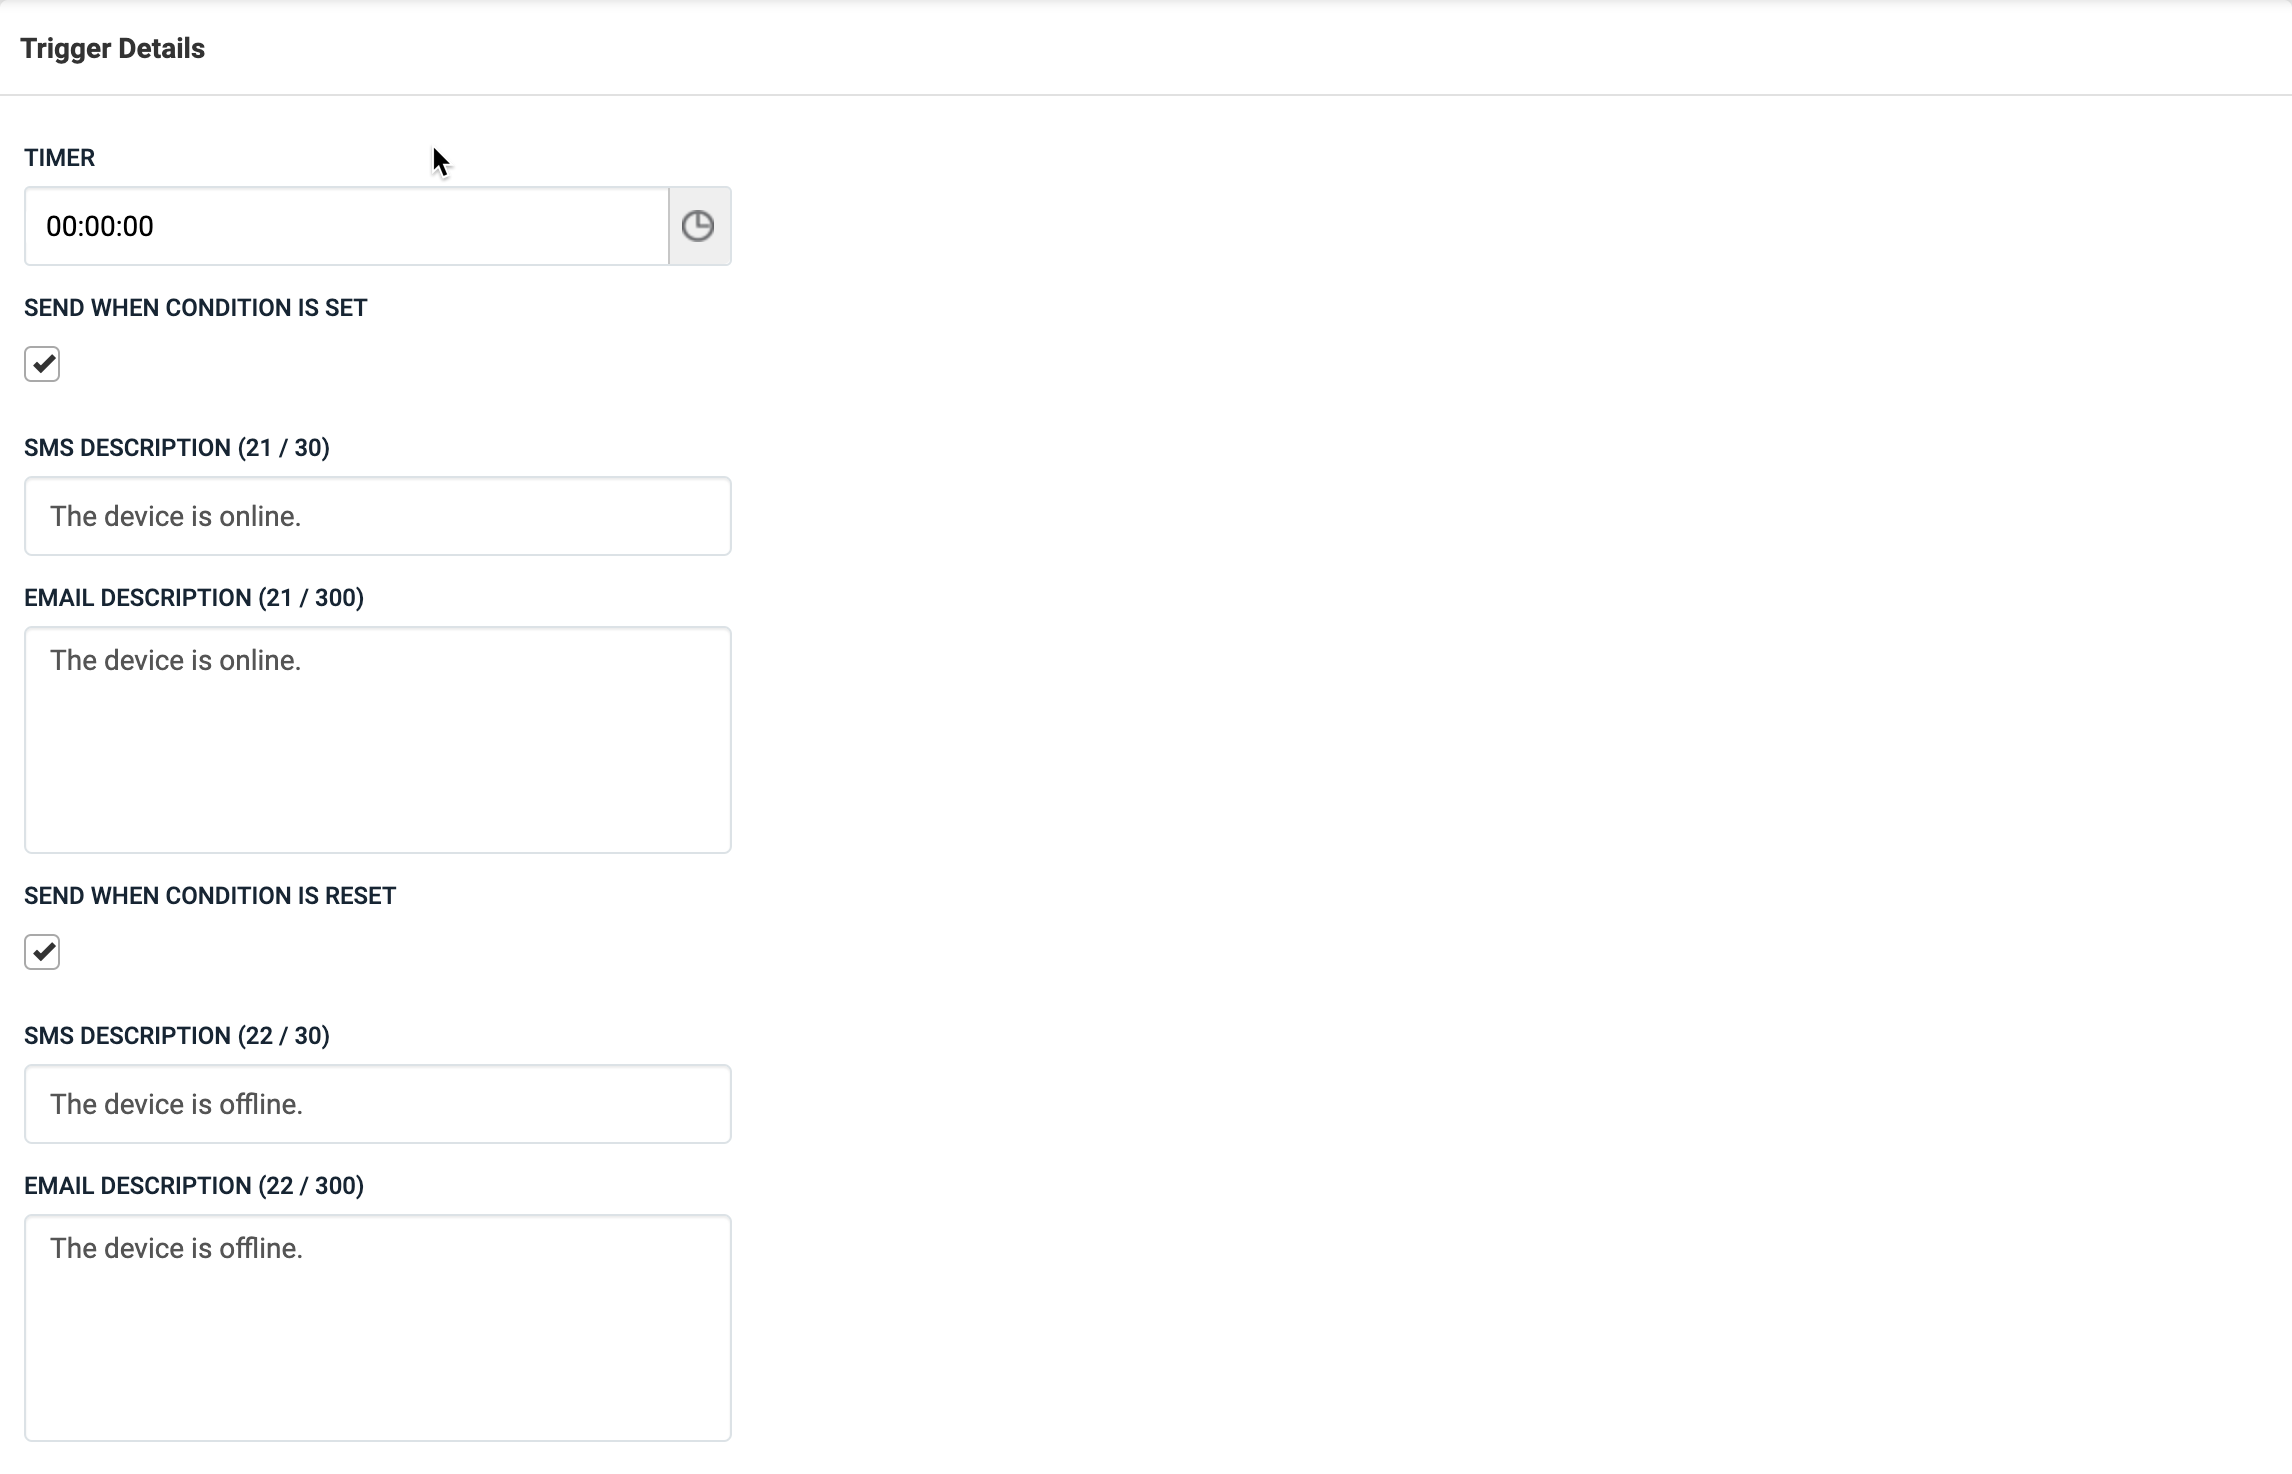 Trigger Details
TIMER
00:00:00
SEND WHEN CONDITION IS SET
SMS DESCRIPTION (21 / 30)
The device is online.
EMAIL DESCRIPTION (21 / 300)
The device is online.
SEND WHEN CONDITION IS RESET
SMS DESCRIPTION (22 / 30)
The device is offline.
EMAIL DESCRIPTION (22 / 300)
The device is offline.